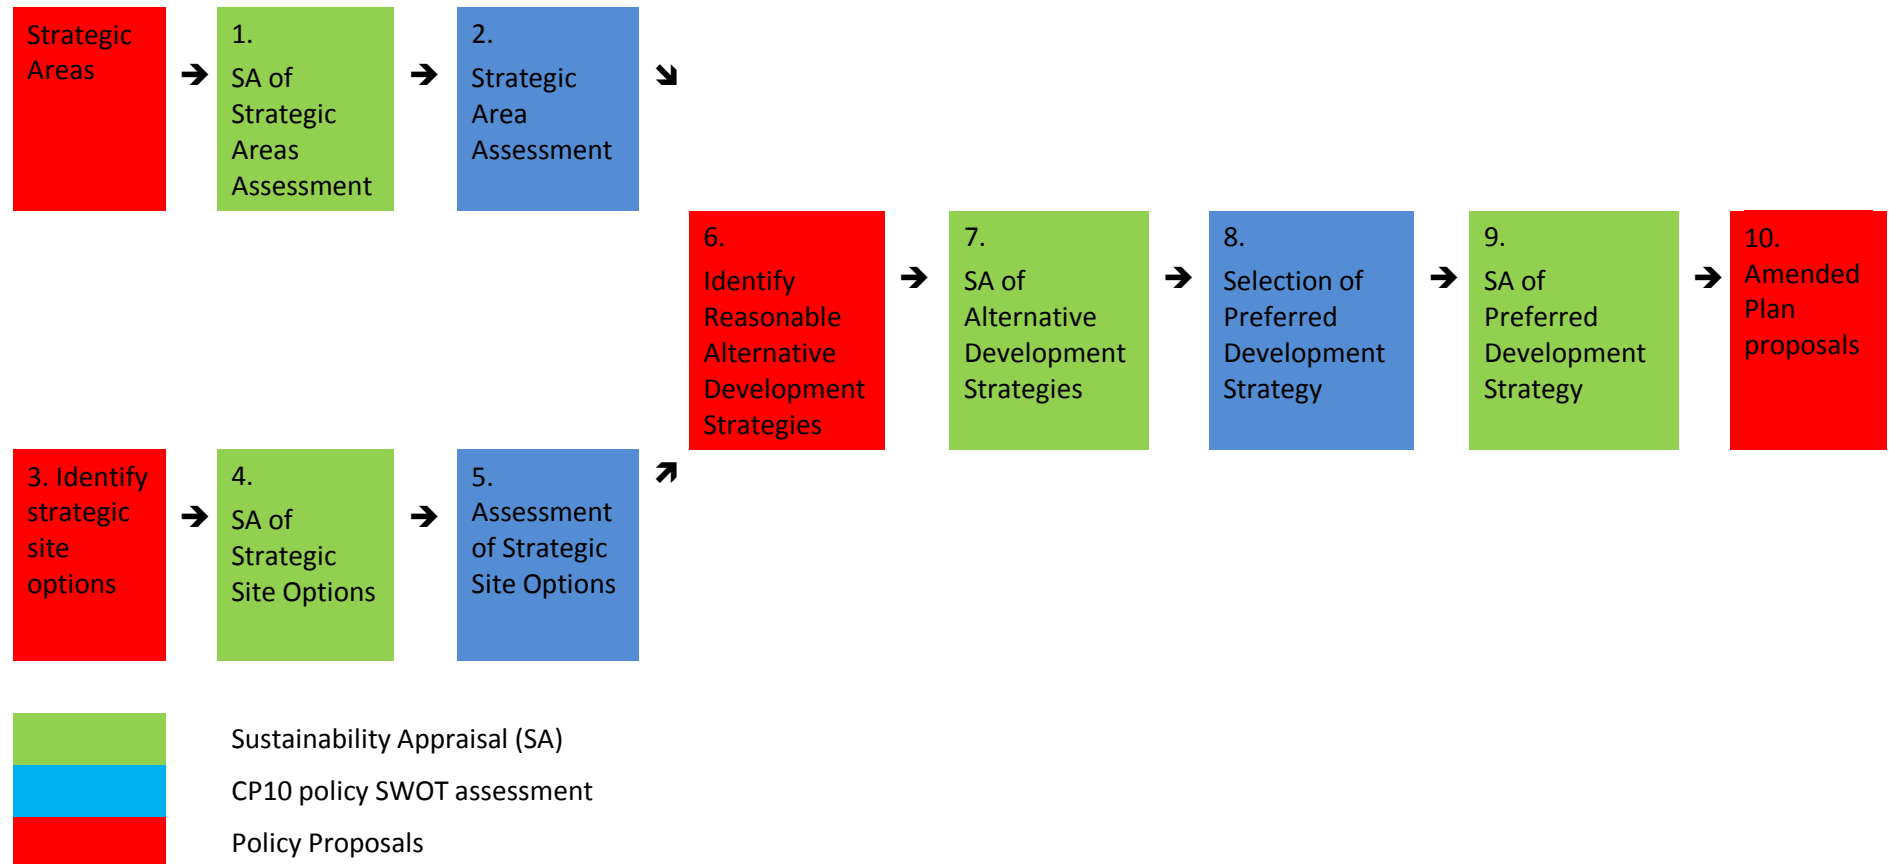 Strategic
Areas
1.
SA of
Strategic
Areas
Assessment
2.
Strategic
Area
Assessment
3. Identify
strategic
site
options
4.
SA of
Strategic
Site Options
5.
Assessment
of Strategic
Site Options
6.
Identify
Reasonable
Alternative
Development
Strategies
7.
SA of
Alternative
Development
Strategies
8.
Selection of
Preferred
Development
Strategy
9.
SA of
Preferred
Development
Strategy
10.
Amended
Plan
proposals
Sustainability Appraisal (SA)
CP10 policy SWOT assessment
Policy Proposals